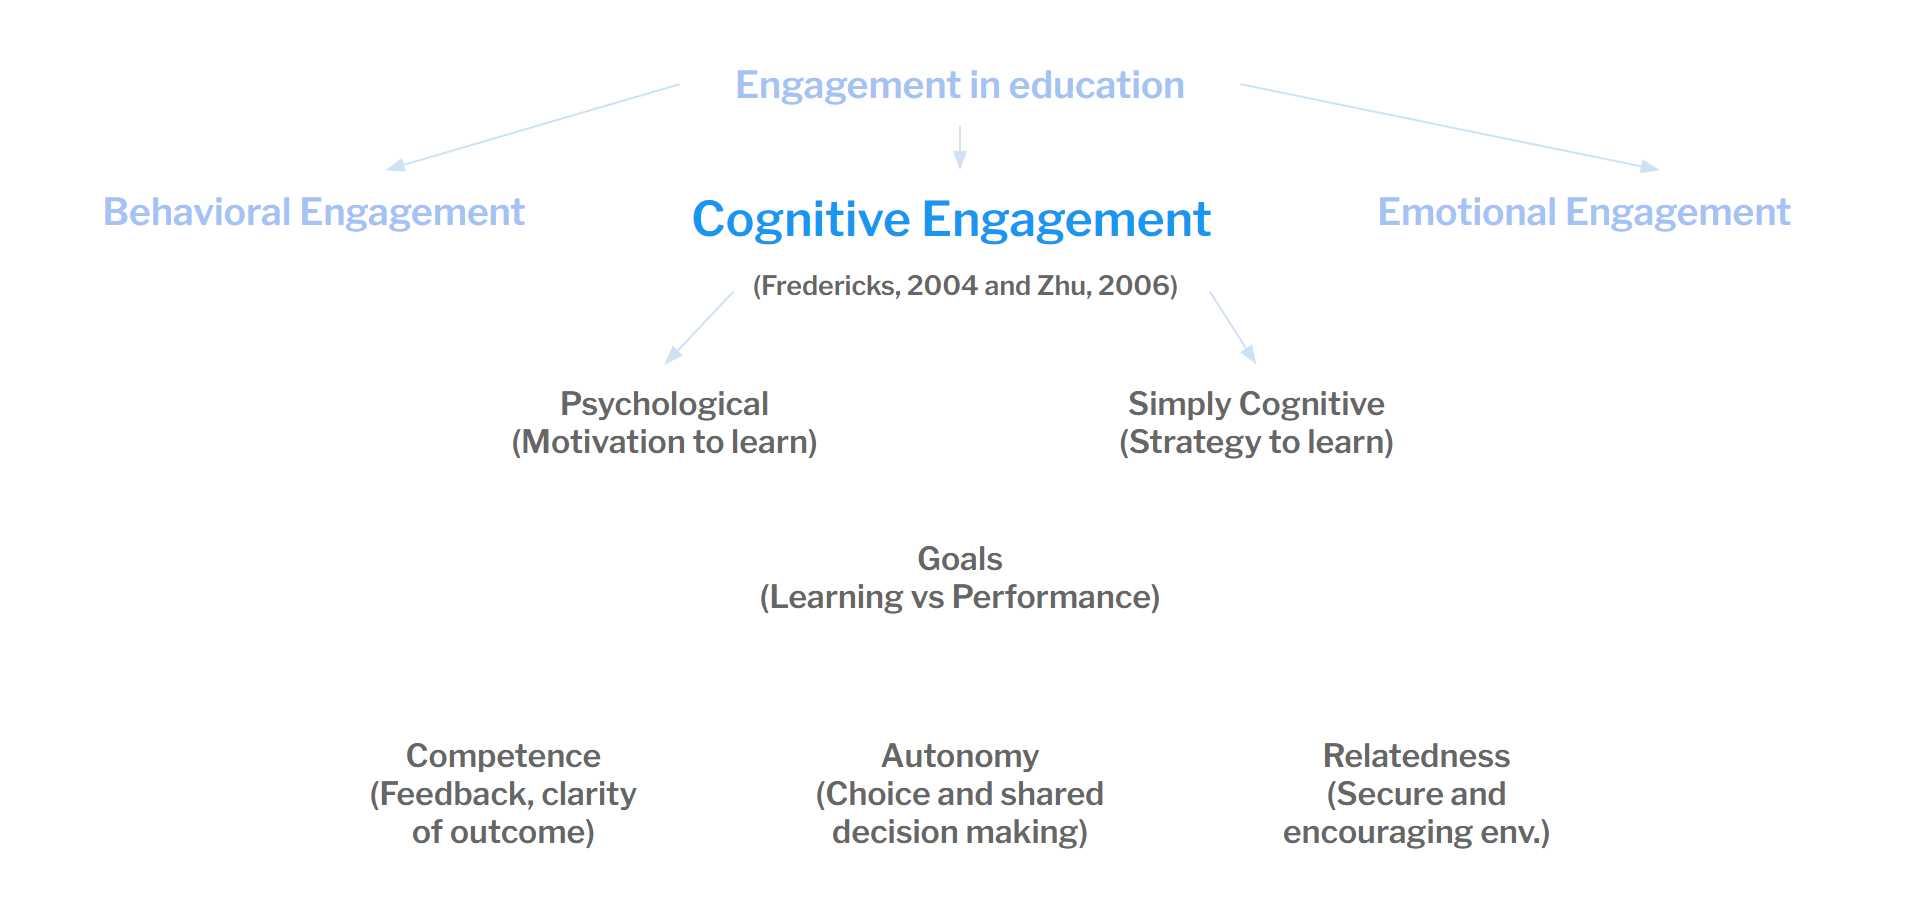 Engagement in education
Behavioral Engagement
Cognitive Engagement
Emotional Engagement
(Fredericks, 2004 and Zhu, 2006)
Psychological
(Motivation to learn)
Simply Cognitive
(Strategy to learn)
Goals
(Learning vs Performance)
Competence
(Feedback, clarity
of outcome)
Autonomy
(Choice and shared
decision making)
Relatedness
(Secure and
encouraging env.)